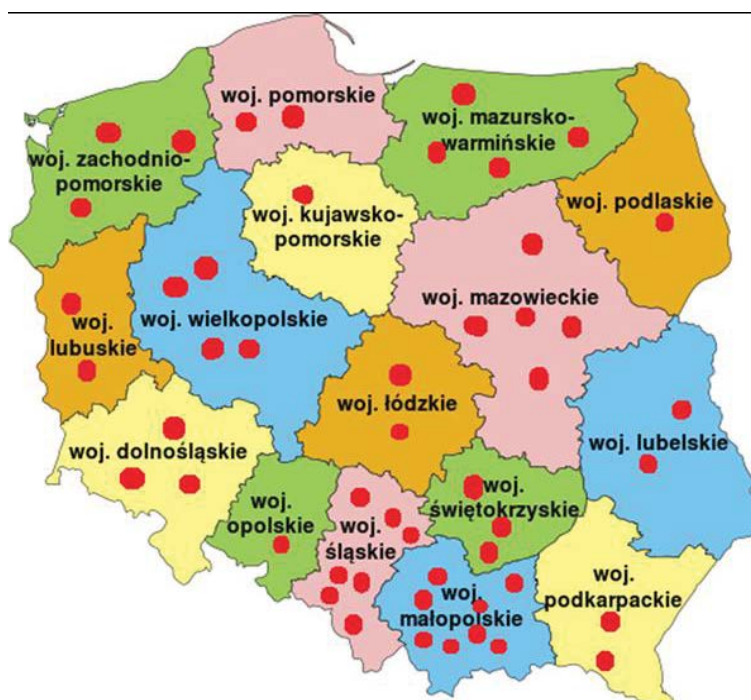 woj. pomorskie
woj. mazursko-
warmińskie
woj. zachodnio-
pomorskie
woj. kujawsko-
pomorskie
woj. podlaskie
woj. mazowieckie
woj.
lubuskie
woj. wielkopolskie
woj. łódzkie
woj. dolnośląskie
woj. lubelskie
woj.
opolskie
woj.
śląskie
woj.
świętokrzyskie
woj.
małopolskie
woj.
podkarpackie